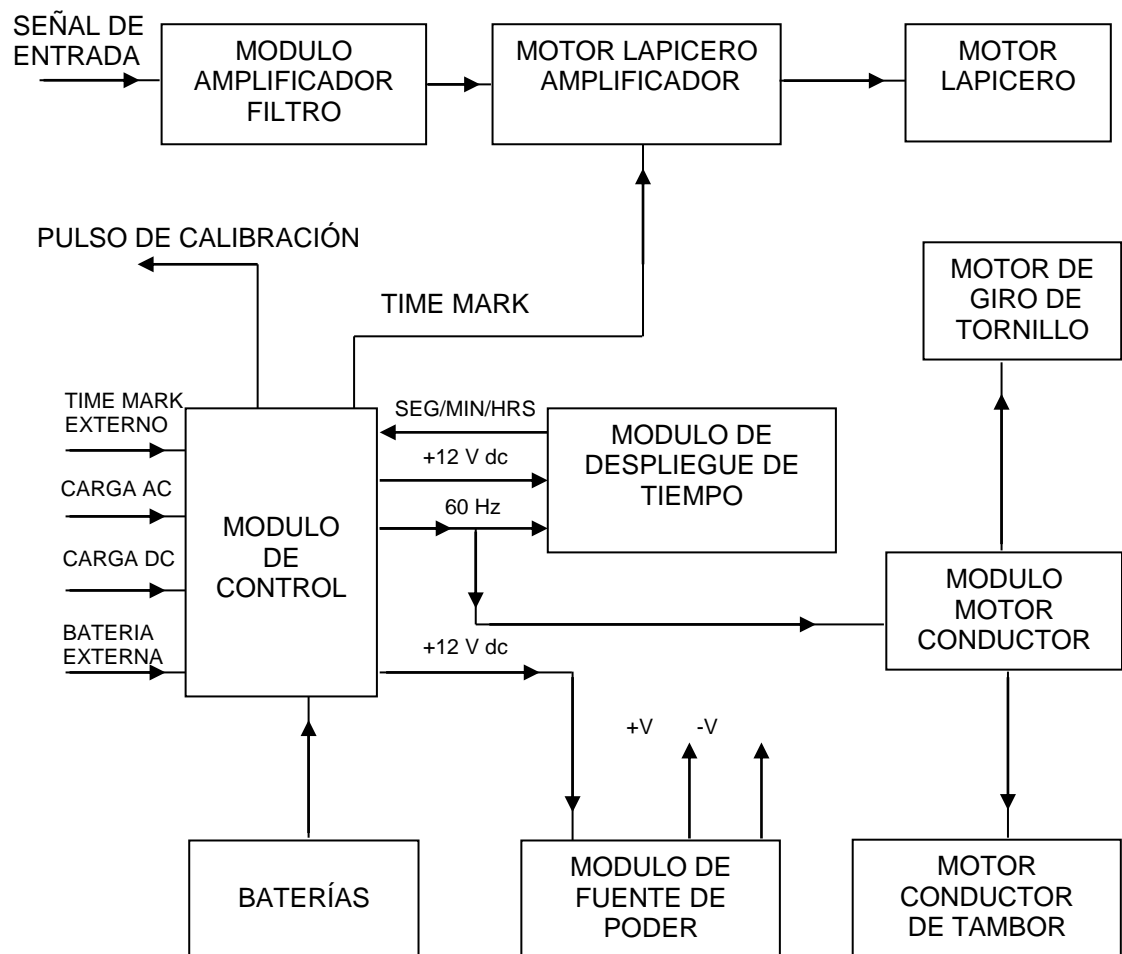 SEÑAL DE
ENTRADA
MODULO
AMPLIFICADOR
FILTRO
MOTOR LAPICERO
AMPLIFICADOR
MOTOR
LAPICERO
PULSO DE CALIBRACIÓN
TIME MARK
MOTOR DE
GIRO DE
TORNILLO
TIME MARK
EXTERNO
CARGA AC
CARGA DC
BATERIA
EXTERNA
MODULO
DE
CONTROL
SEG/MIN/HRS
+12 V dc
60 Hz
+12 V dc
MODULO DE
DESPLIEGUE DE
TIEMPO
MODULO
MOTOR
CONDUCTOR
+V -V
BATERÍAS
MODULO DE
FUENTE DE
PODER
MOTOR
CONDUCTOR
DE TAMBOR